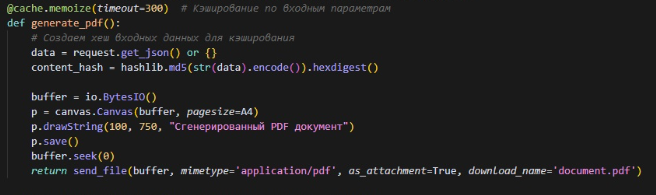 @cache.memoize(timeout=300)  # Кэширование по входным параметрам
def generate_pdf():
    # Создаем хеш входных данных для кэширования
    data = request.get_json() or {}
    content_hash = hashlib.md5(str(data).encode()).hexdigest()

    buffer = io.BytesIO()
    p = canvas.Canvas(buffer, pagesize=A4)
    p.drawString(100, 750, "Сгенерированный PDF документ")
    p.save()
    buffer.seek(0)
    return send_file(buffer, mimetype='application/pdf', as_attachment=True, download_name='document.pdf')